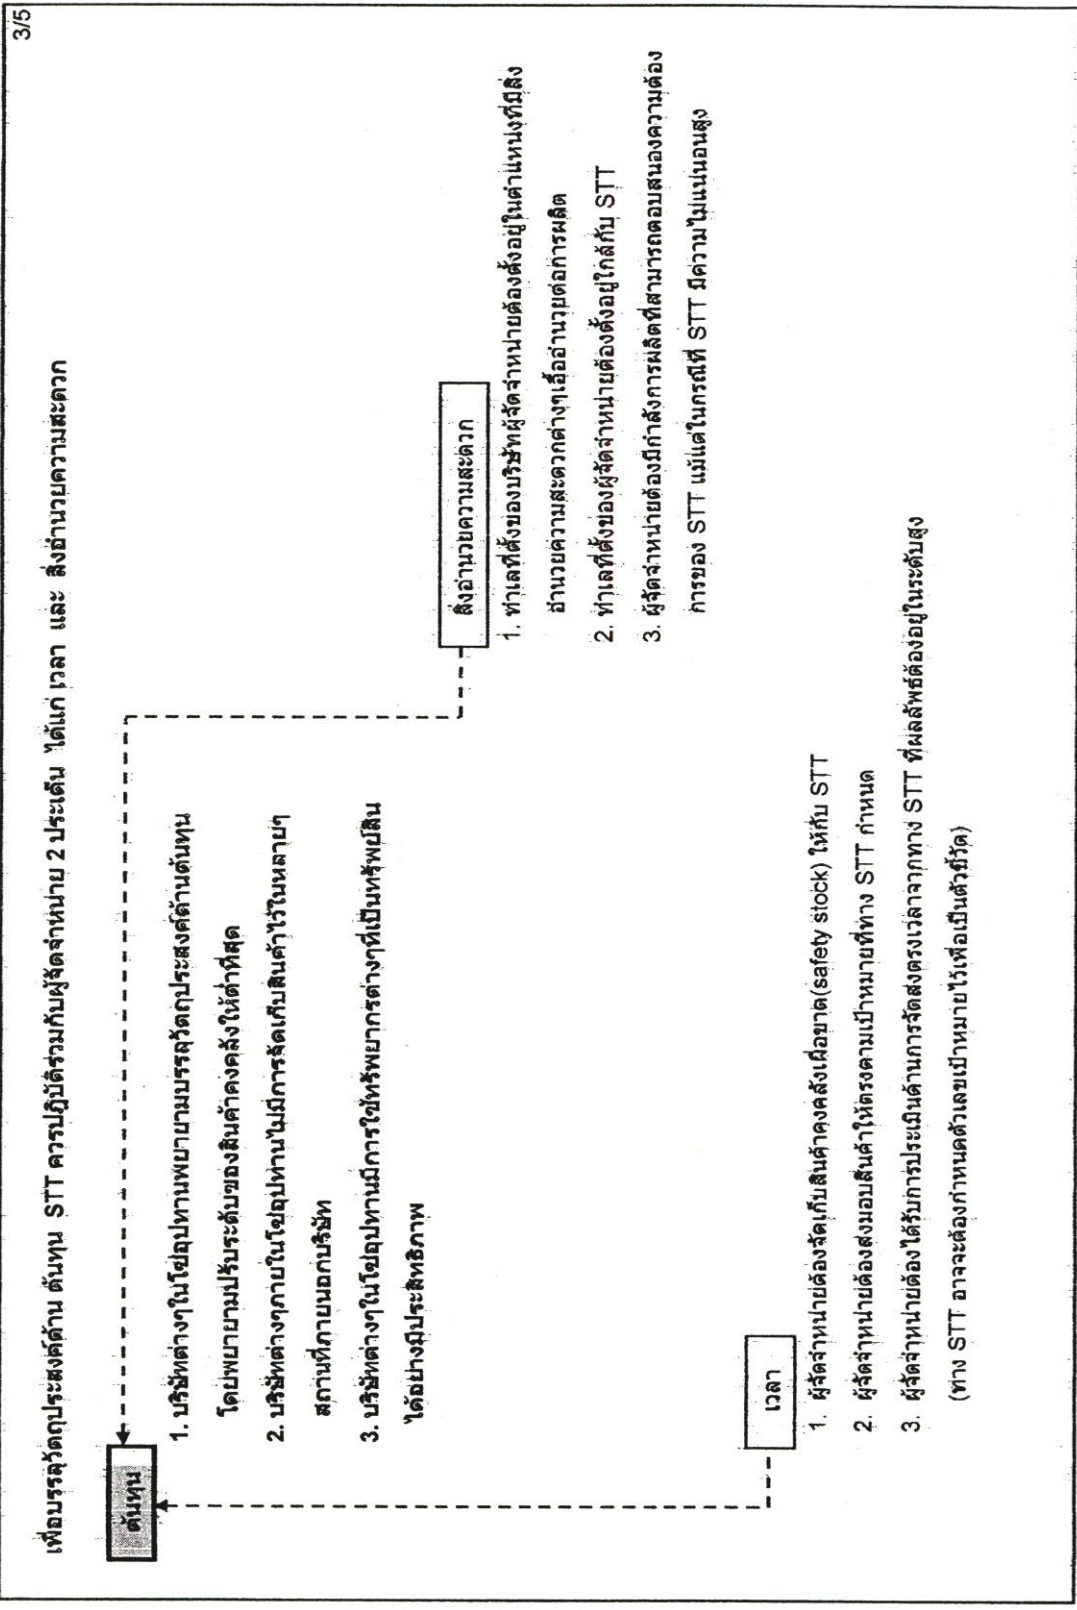 3/5
เพื่อบรรลุวัตถุประสงค์ด้าน ต้นทุน STT ควรปฏิบัติร่วมกับผู้จัดจำหน่าย 2 ประเด็น ได้แก่ เวลา และ สิ่งอำนวยความสะดวก
ต้นทุน
1. บริษัทต่างๆในโซ่อุปทานพยายามบรรลุวัตถุประสงค์ด้านต้นทุน
โดยพยายามปรับระดับของสินค้าคงคลังให้ต่ำที่สุด
2. บริษัทต่างๆภายในโซ่อุปทานไม่มีการจัดเก็บสินค้าไว้ในหลายๆ
สถานที่ภายนอกบริษัท
3. บริษัทต่างๆในโซ่อุปทานมีการใช้ทรัพยากรต่างๆที่เป็นทรัพย์สิน
ได้อย่างมีประสิทธิภาพ
สิ่งอำนวยความสะดวก
1. ทำเลที่ตั้งของบริษัทผู้จัดจำหน่ายต้องตั้งอยู่ในตำแหน่งที่มีสิ่ง
อำนวยความสะดวกต่างๆเอื้ออำนวยต่อการผลิต
2. ทำเลที่ตั้งของผู้จัดจำหน่ายต้องตั้งอยู่ใกล้กับ STT
3. ผู้จัดจำหน่ายต้องมีกำลังการผลิตที่สามารถตอบสนองความต้อง
การของ STT แม้แต่ในกรณีที่ STT มีความไม่แน่นอนสูง
เวลา
1. ผู้จัดจำหน่ายต้องจัดเก็บสินค้าคงคลังเผื่อขาด(safety stock) ให้กับ STT
2. ผู้จัดจำหน่ายต้องส่งมอบสินค้าให้ตรงตามเป้าหมายที่ทาง STT กำหนด
3. ผู้จัดจำหน่ายต้องได้รับการประเมินด้านการจัดส่งตรงเวลาจากทาง STT ที่ผลลัพธ์ต้องอยู่ในระดับสูง
(ทาง STT อาจจะต้องกำหนดตัวเลขเป้าหมายไว้เพื่อเป็นตัวชี้วัด)